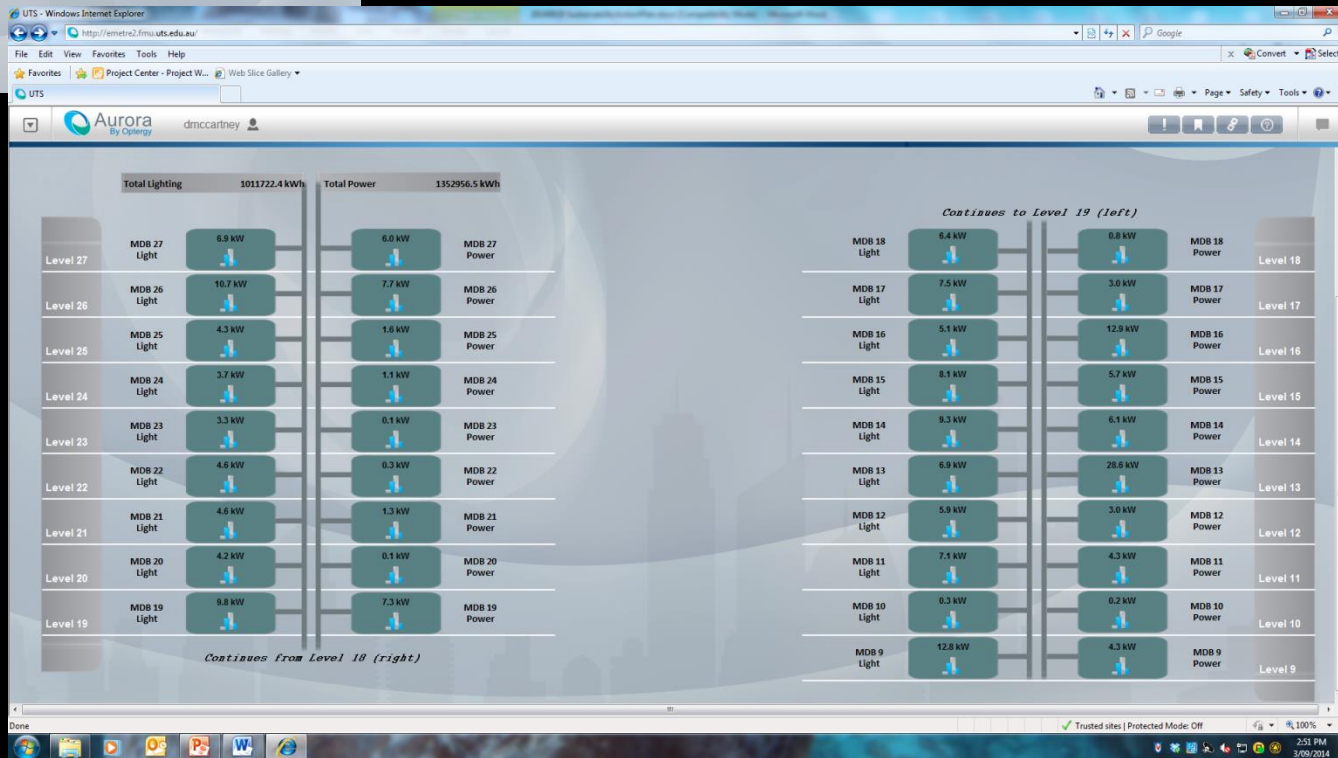 UTS - Windows Internet Explorer
http://emetre2.fmu.uts.edu.au/
Google
File Edit View Favorites Tools Help
x Convert Select
Favorites Project Center - Project W... Web Slice Gallery
UTS
Page Safety Tools
Aurora
By Optergy
dmccartney
Total Lighting 1011722.4 kWh Total Power 1352956.5 kWh
Level 27 MDB 27 Light 6.9 kW 6.0 kW MDB 27 Power
Level 26 MDB 26 Light 10.7 kW 7.7 kW MDB 26 Power
Level 25 MDB 25 Light 4.3 kW 1.6 kW MDB 25 Power
Level 24 MDB 24 Light 3.7 kW 1.1 kW MDB 24 Power
Level 23 MDB 23 Light 3.3 kW 0.1 kW MDB 23 Power
Level 22 MDB 22 Light 4.6 kW 0.3 kW MDB 22 Power
Level 21 MDB 21 Light 4.6 kW 1.3 kW MDB 21 Power
Level 20 MDB 20 Light 4.2 kW 0.1 kW MDB 20 Power
Level 19 MDB 19 Light 9.8 kW 7.3 kW MDB 19 Power
Continues from Level 18 (right)
Continues to Level 19 (left)
MDB 18 Light 6.4 kW 0.8 kW MDB 18 Power Level 18
MDB 17 Light 7.5 kW 3.0 kW MDB 17 Power Level 17
MDB 16 Light 5.1 kW 12.9 kW MDB 16 Power Level 16
MDB 15 Light 8.1 kW 5.7 kW MDB 15 Power Level 15
MDB 14 Light 9.3 kW 6.1 kW MDB 14 Power Level 14
MDB 13 Light 6.9 kW 28.6 kW MDB 13 Power Level 13
MDB 12 Light 5.9 kW 3.0 kW MDB 12 Power Level 12
MDB 11 Light 7.1 kW 4.3 kW MDB 11 Power Level 11
MDB 10 Light 0.3 kW 0.2 kW MDB 10 Power Level 10
MDB 9 Light 12.8 kW 4.3 kW MDB 9 Power Level 9
Done
Trusted sites | Protected Mode: Off
100%
2:51 PM
3/09/2014